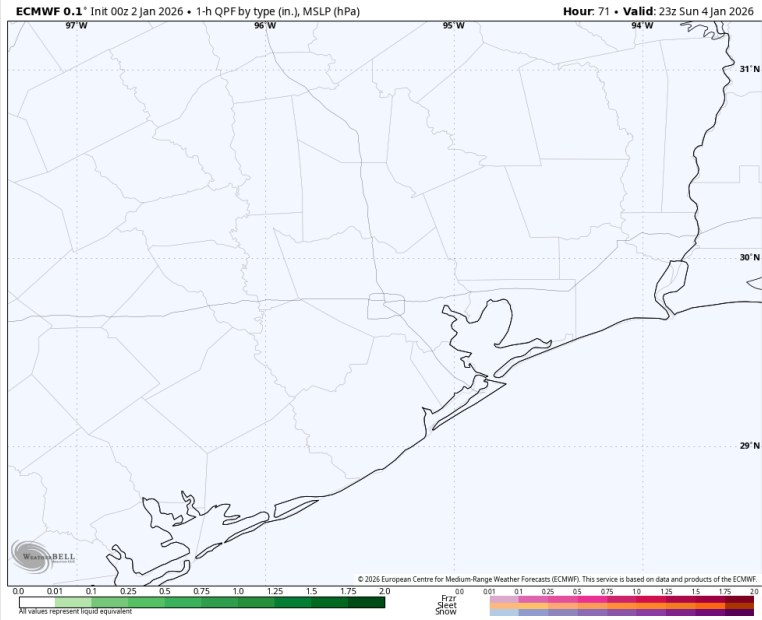 ECMWF 0.1° Init 00z 2 Jan 2026 • 1-h QPF by type (in.), MSLP (hPa) Hour: 71 • Valid: 23z Sun 4 Jan 2026
97°W 96°W 95°W 94°W
31°N
30°N
29°N
WEATHERBELL
© 2026 European Centre for Medium-Range Weather Forecasts (ECMWF). This service is based on data and products of the ECMWF.
0.0 0.01 0.1 0.25 0.5 0.75 1.0 1.25 1.5 1.75 2.0 0.0 0.01 .1 .25 0.5 0.75 1.0 1.25 1.5 1.75 2.0
All values represent liquid equivalent
Frzr
Sleet
Snow